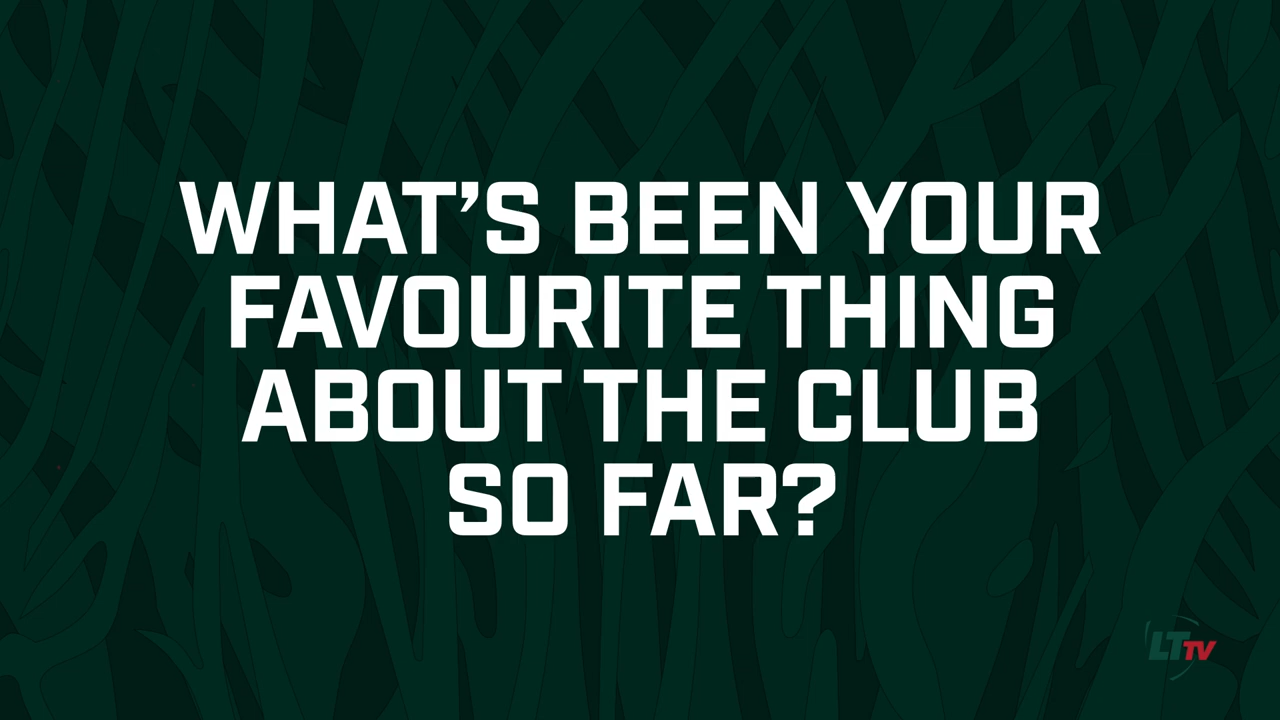 WHAT’S BEEN YOUR
FAVOURITE THING
ABOUT THE CLUB
SO FAR?
LTTV